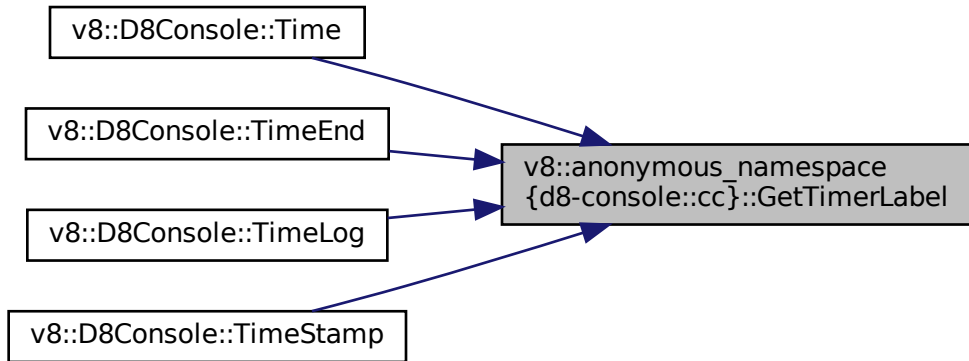 v8::D8Console::Time
v8::D8Console::TimeEnd
v8::anonymous_namespace
{d8-console::cc}::GetTimerLabel
v8::D8Console::TimeLog
v8::D8Console::TimeStamp